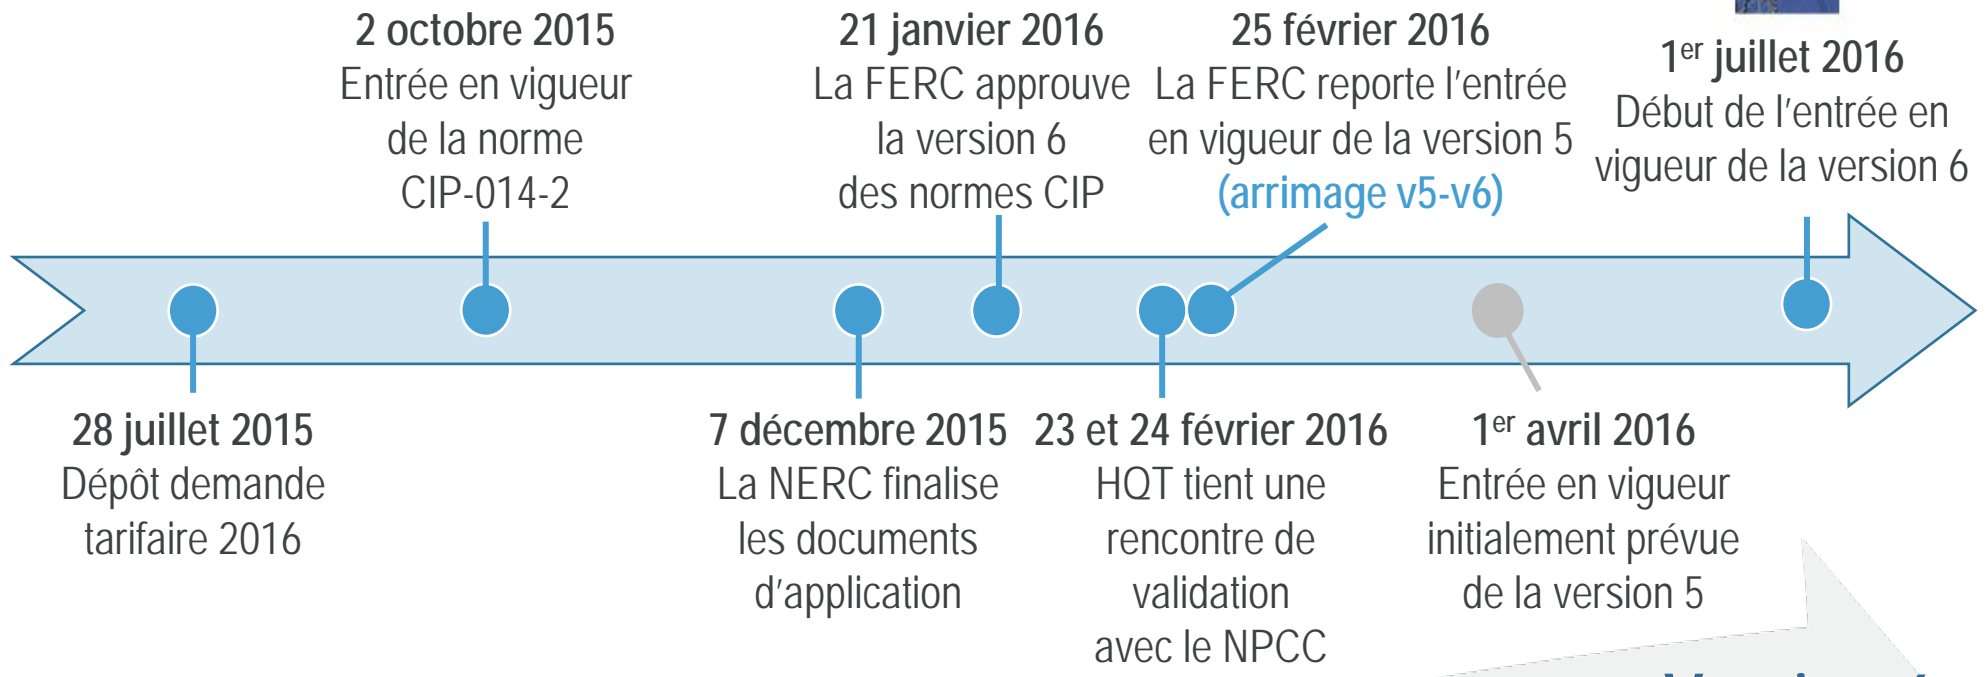 2 octobre 2015
Entrée en vigueur
de la norme
CIP-014-2
21 janvier 2016
La FERC approuve
la version 6
des normes CIP
25 février 2016
La FERC reporte l'entrée
en vigueur de la version 5
(arrimage v5-v6)
1er juillet 2016
Début de l'entrée en
vigueur de la version 6
28 juillet 2015
Dépôt demande
tarifaire 2016
7 décembre 2015
La NERC finalise
les documents
d'application
23 et 24 février 2016
HQT tient une
rencontre de
validation
avec le NPCC
1er avril 2016
Entrée en vigueur
initialement prévue
de la version 5